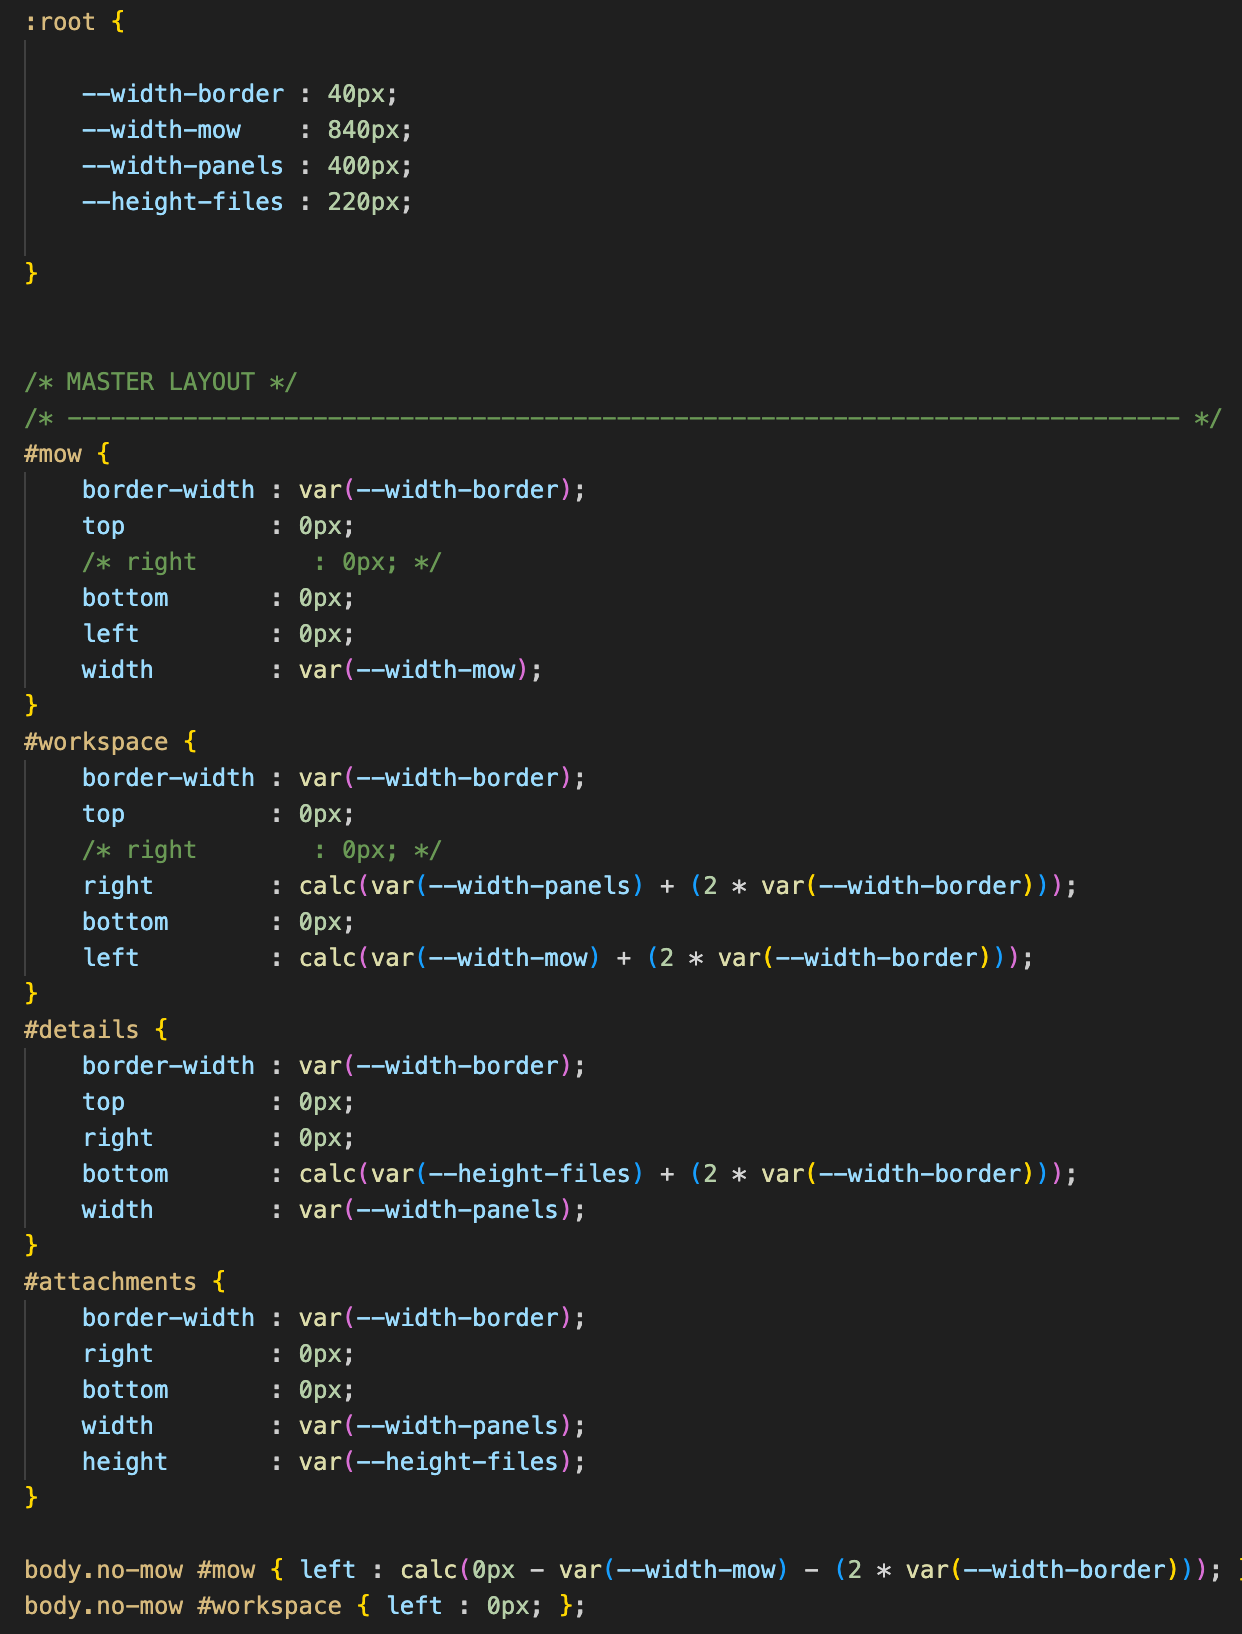 :root {
--width-border : 40px;
--width-mow    : 840px;
--width-panels : 400px;
--height-files : 220px;
}
/* MASTER LAYOUT */
/* ----------------------------------------------------------------------------- */
#mow {
border-width : var(--width-border);
top          : 0px;
/* right        : 0px; */
bottom       : 0px;
left         : 0px;
width        : var(--width-mow);
}
#workspace {
border-width : var(--width-border);
top          : 0px;
/* right        : 0px; */
right        : calc(var(--width-panels) + (2 * var(--width-border)));
bottom       : 0px;
left         : calc(var(--width-mow) + (2 * var(--width-border)));
}
#details {
border-width : var(--width-border);
top          : 0px;
right        : 0px;
bottom       : calc(var(--height-files) + (2 * var(--width-border)));
width        : var(--width-panels);
}
#attachments {
border-width : var(--width-border);
right        : 0px;
bottom       : 0px;
width        : var(--width-panels);
height       : var(--height-files);
}
body.no-mow #mow { left : calc(0px - var(--width-mow) - (2 * var(--width-border))); }
body.no-mow #workspace { left : 0px; };